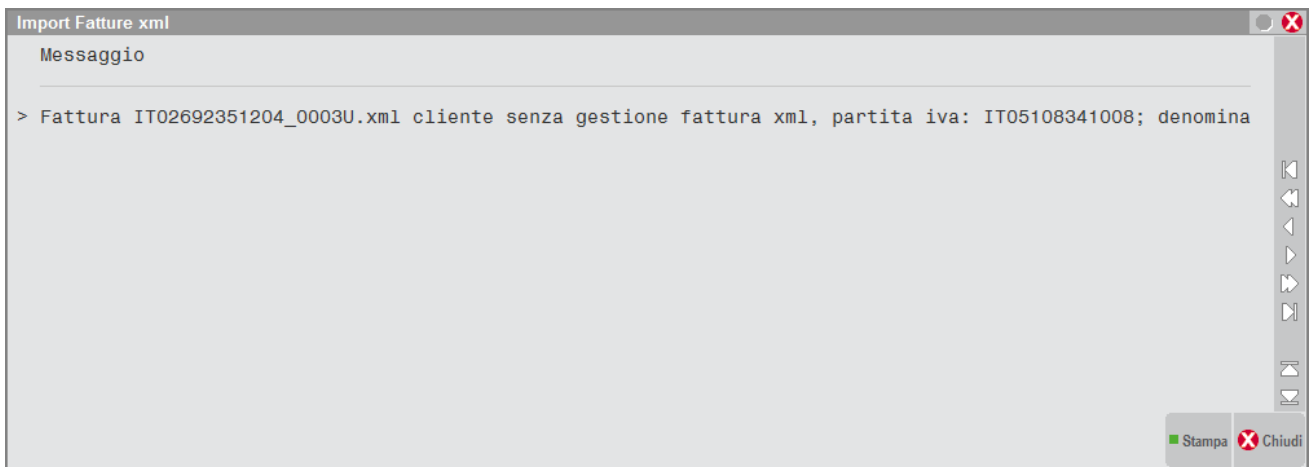 Import Fatture xml
Messaggio
> Fattura IT02692351204_0003U.xml cliente senza gestione fattura xml, partita iva: IT05108341008; denomina
Stampa
Chiudi